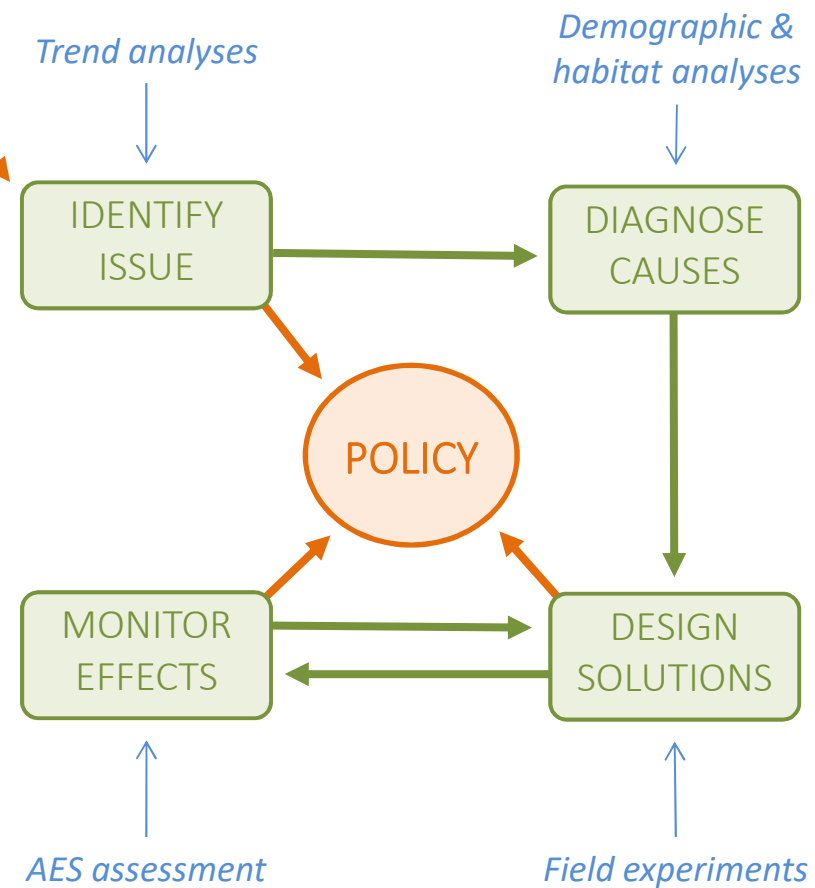 Trend analyses
Demographic &
habitat analyses
IDENTIFY
ISSUE
DIAGNOSE
CAUSES
POLICY
MONITOR
EFFECTS
DESIGN
SOLUTIONS
AES assessment
Field experiments